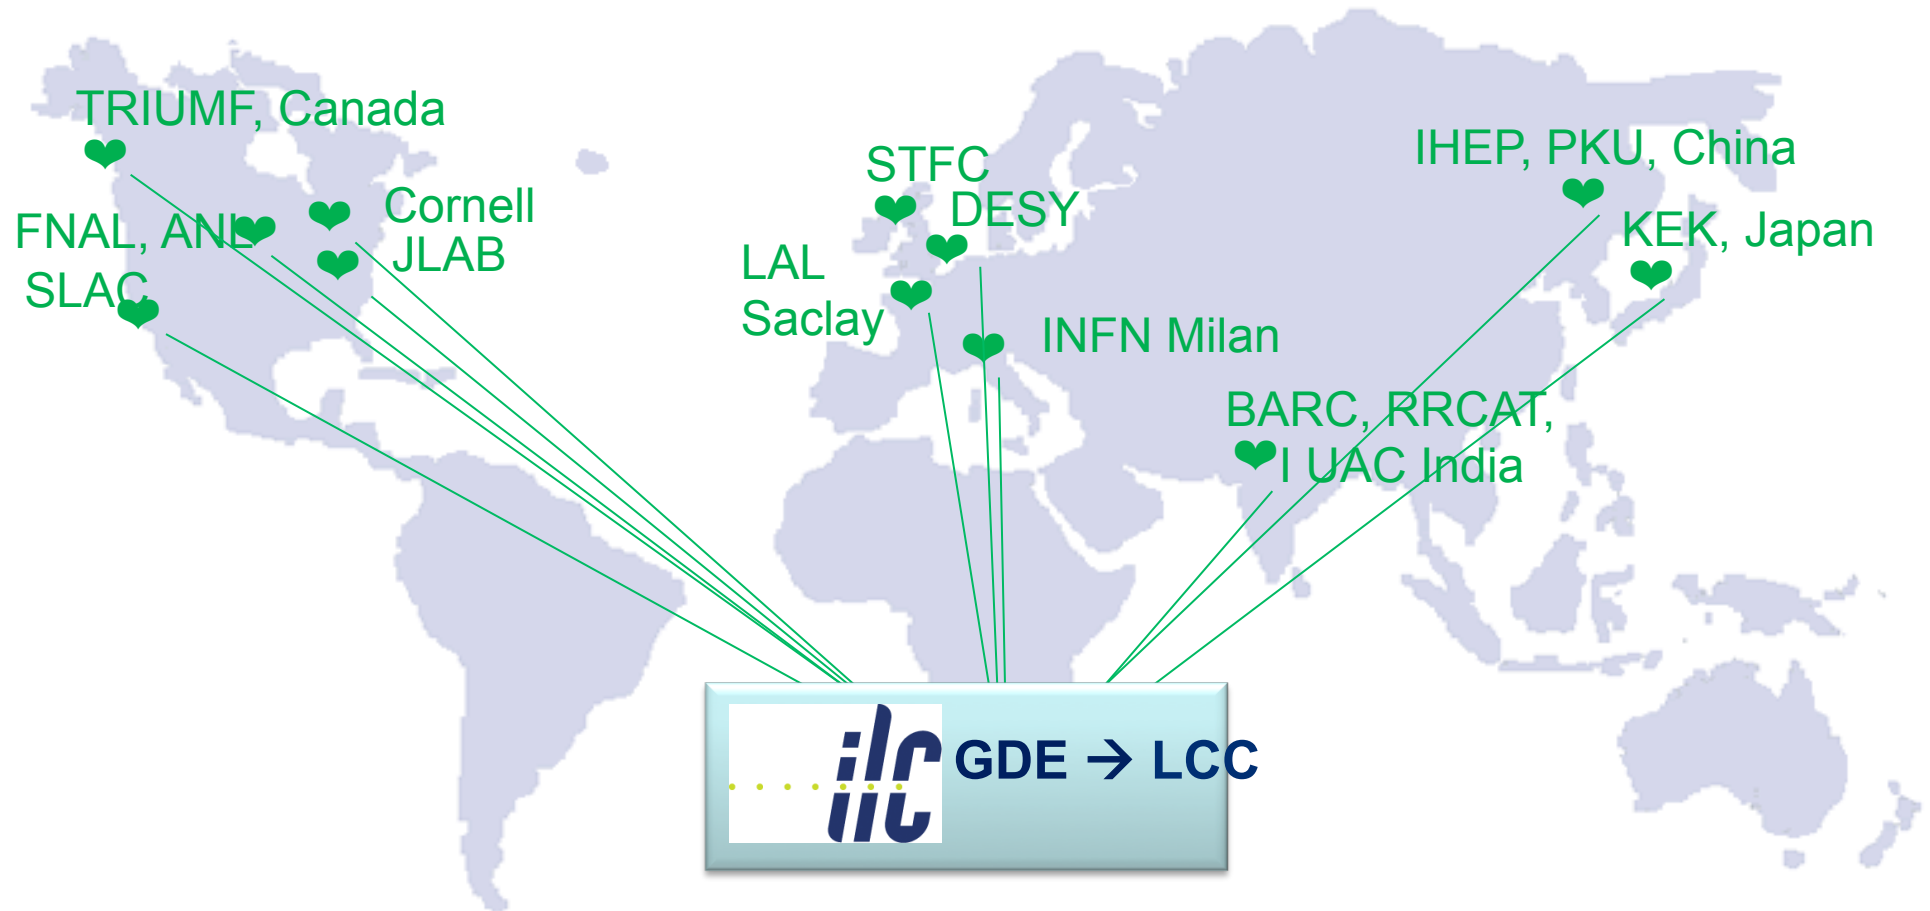 TRIUMF, Canada
FNAL, ANL
SLAC
Cornell
JLAB
STFC
DESY
LAL
Saclay
INFN Milan
IHEP, PKU, China
KEK, Japan
BARC, RRCAT,
I UAC India
ilc GDE → LCC